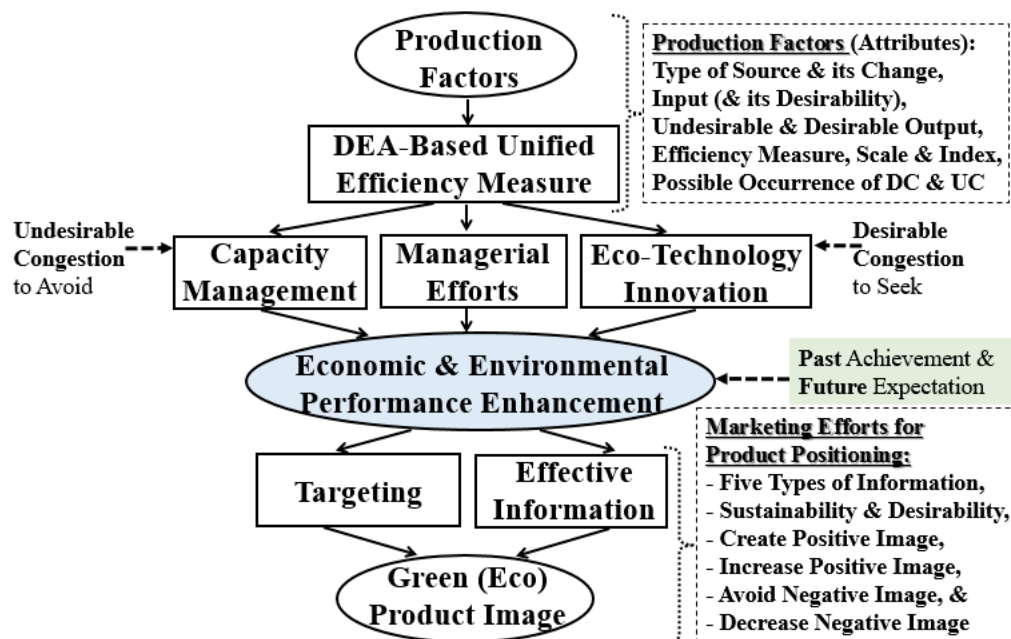 Production
Factors
Production Factors (Attributes):
Type of Source & its Change,
Input (& its Desirability),
Undesirable & Desirable Output,
Efficiency Measure, Scale & Index,
Possible Occurrence of DC & UC
DEA-Based Unified
Efficiency Measure
Undesirable
Congestion
to Avoid
Capacity
Management
Managerial
Efforts
Eco-Technology
Innovation
Desirable
Congestion
to Seek
Economic & Environmental
Performance Enhancement
Past Achievement &
Future Expectation
Targeting
Effective
Information
Marketing Efforts for
Product Positioning:
- Five Types of Information,
- Sustainability & Desirability,
- Create Positive Image,
- Increase Positive Image,
- Avoid Negative Image, &
- Decrease Negative Image
Green (Eco)
Product Image